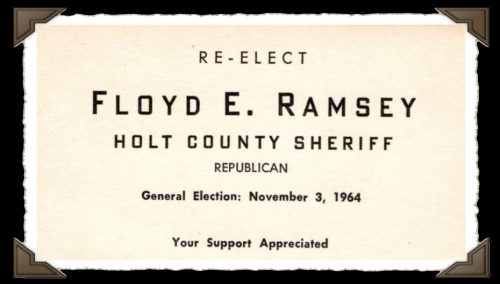 RE-ELECT
FLOYD E. RAMSEY
HOLT COUNTY SHERIFF
REPUBLICAN
General Election: November 3, 1964
Your Support Appreciated